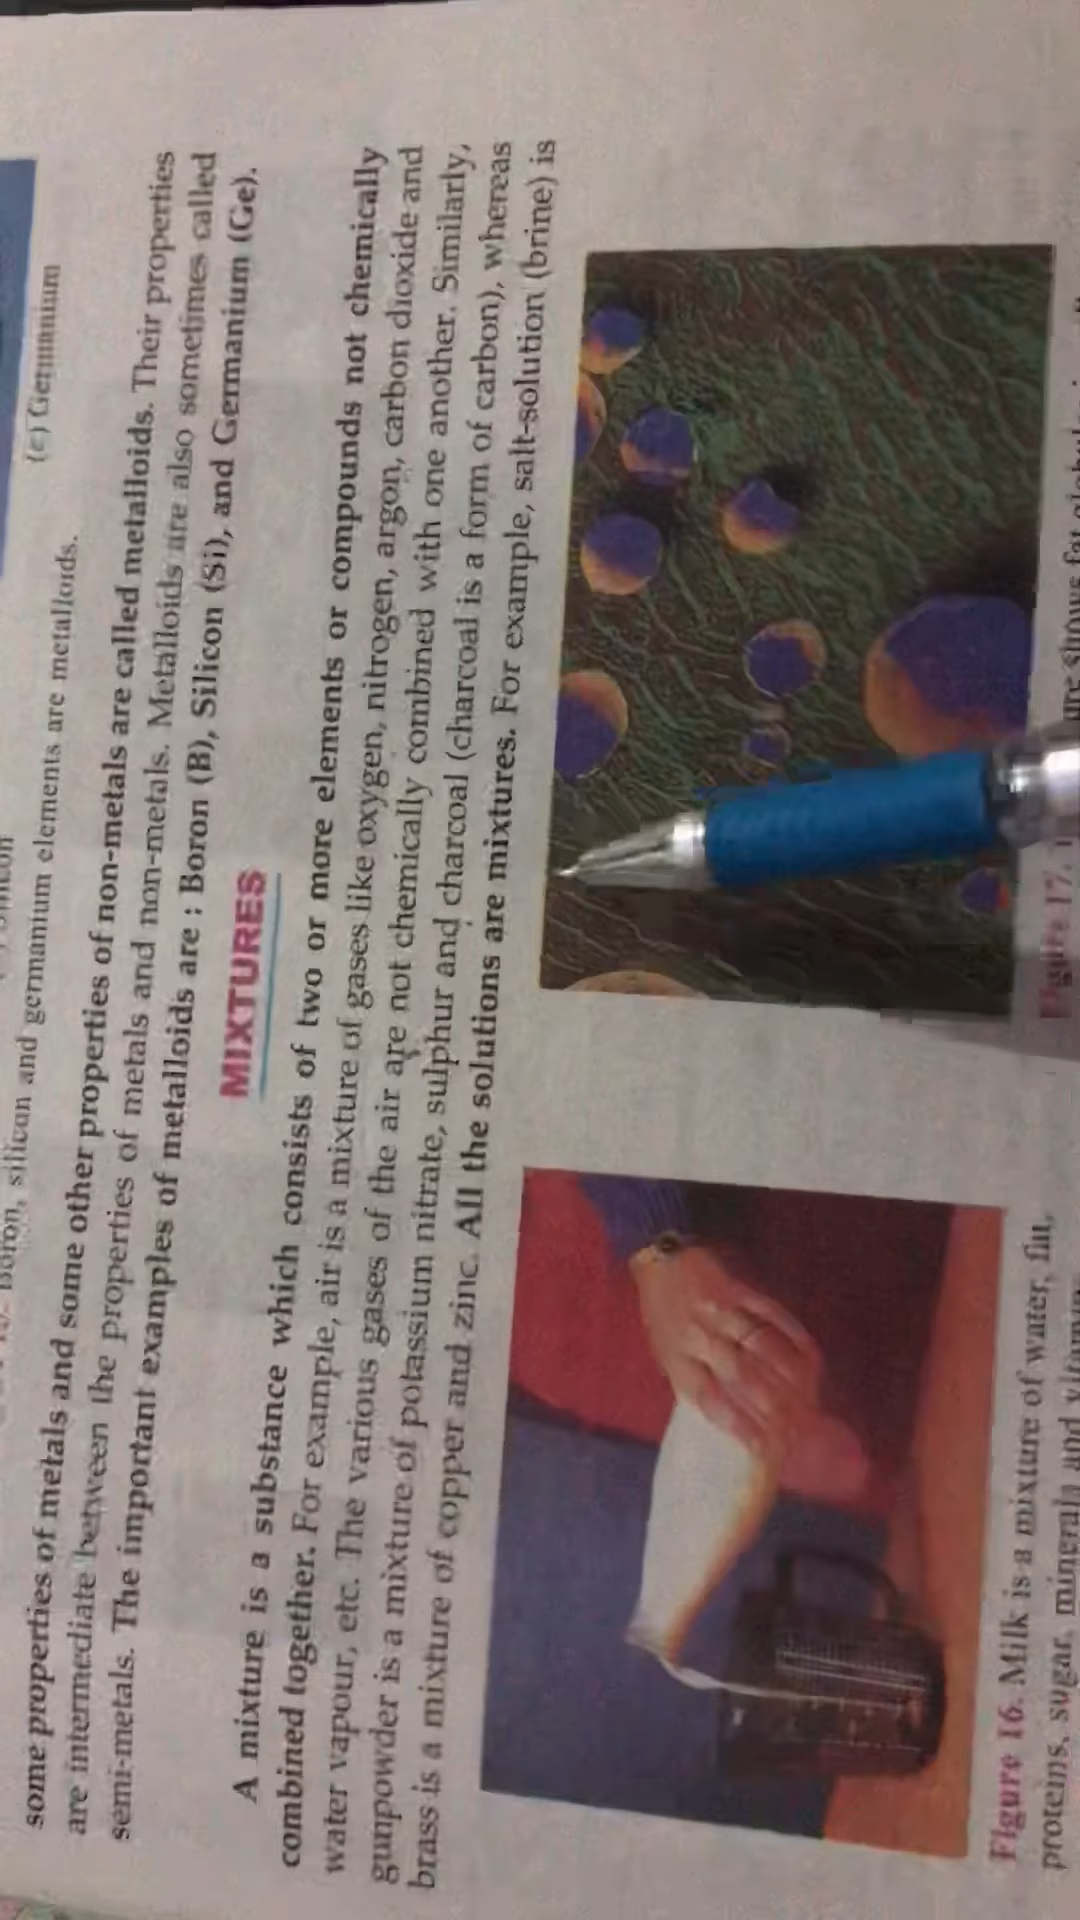 (c) Germanium
Boron, silicon and germanium elements are metalloids.
some properties of metals and some other properties of non-metals are called metalloids. Their properties
are intermediate between the properties of metals and non-metals. Metalloids are also sometimes called
semi-metals. The important examples of metalloids are : Boron (B), Silicon (Si), and Germanium (Ge).
MIXTURES
A mixture is a substance which consists of two or more elements or compounds not chemically
combined together. For example, air is a mixture of gases like oxygen, nitrogen, argon, carbon dioxide and
water vapour, etc. The various gases of the air are not chemically combined with one another. Similarly,
gunpowder is a mixture of potassium nitrate, sulphur and charcoal (charcoal is a form of carbon), whereas
brass is a mixture of copper and zinc. All the solutions are mixtures. For example, salt-solution (brine) is
Figure 16. Milk is a mixture of water, fat,
proteins, sugar, minerals and vitamins.
Figure 17. shows fat